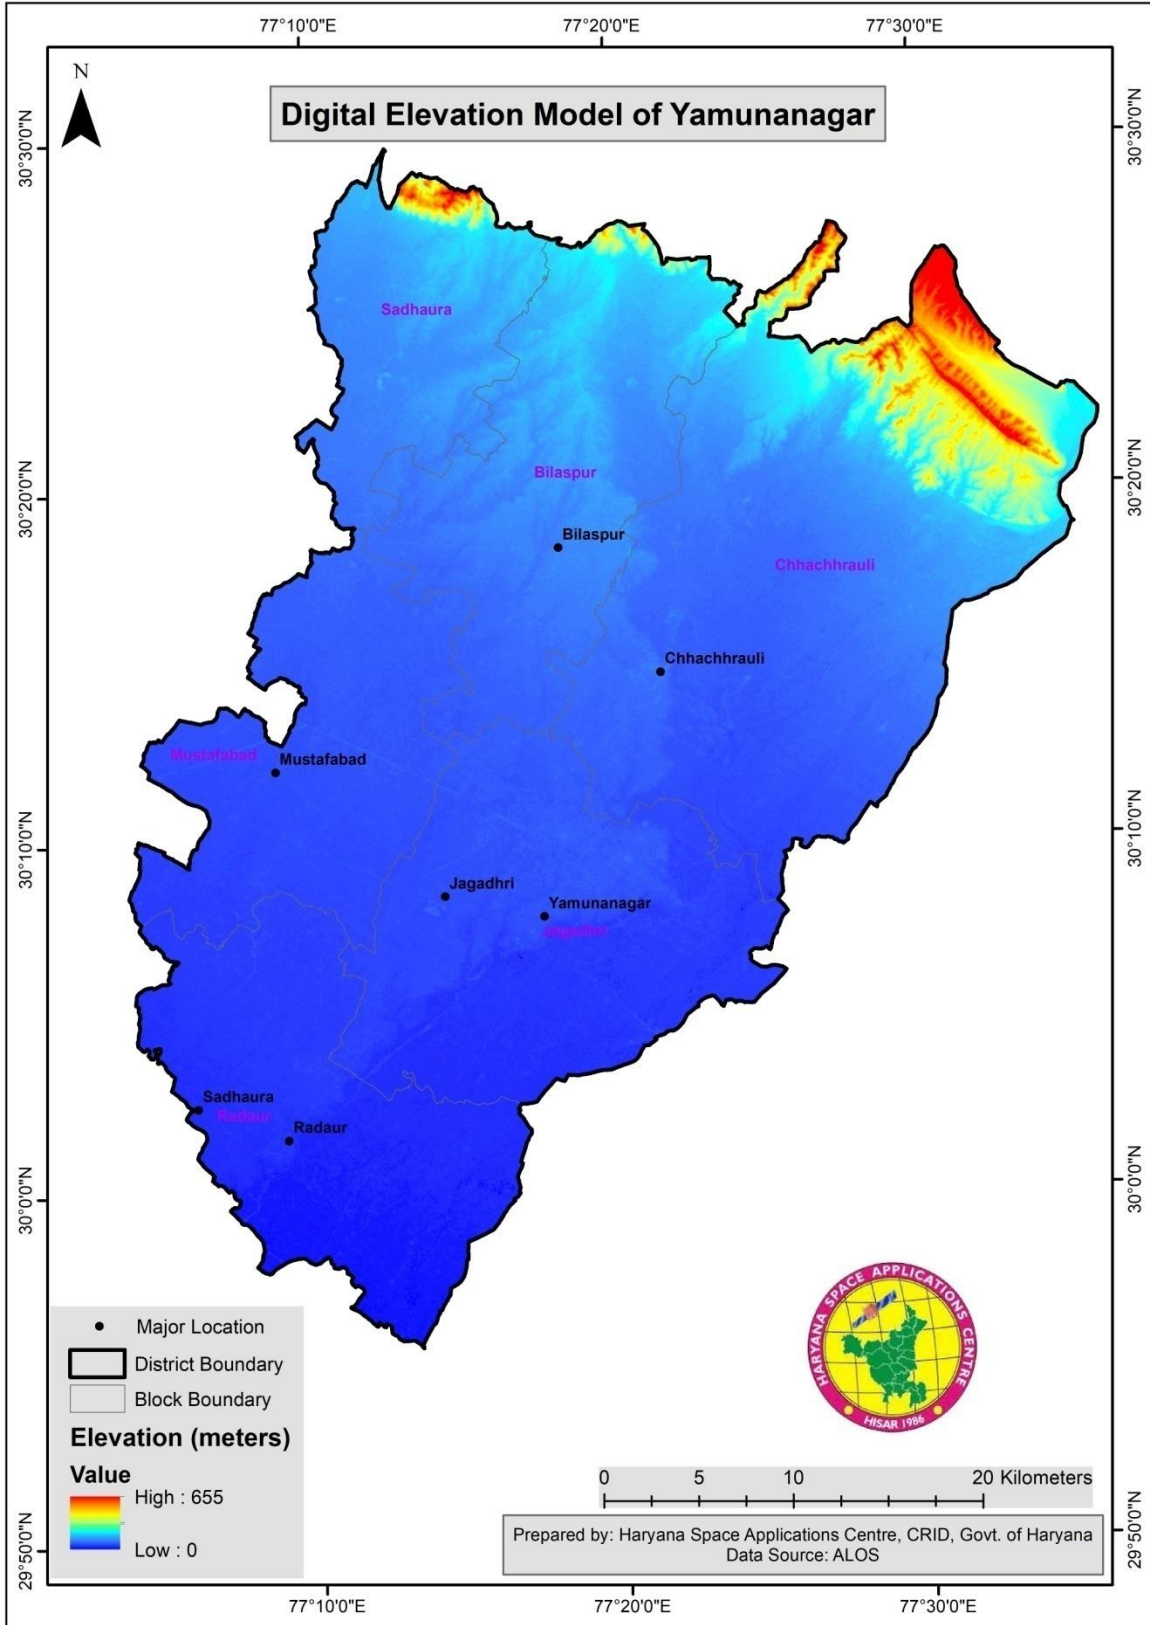 77°10'0"E 77°20'0"E 77°30'0"E
N
Digital Elevation Model of Yamunanagar
30°30'0"N
30°30'0"N
Sadhaura
Bilaspur
30°20'0"N
30°20'0"N
Bilaspur
Chhachhrauli
Chhachhrauli
Mustafabad
Mustafabad
30°10'0"N
30°10'0"N
Jagadhri
Yamunanagar
Jagadhri
Sadhaura
Radaur
Radaur
30°0'0"N
30°0'0"N
HARYANA SPACE APPLICATIONS CENTRE
HISAR 1986
Major Location
District Boundary
Block Boundary
Elevation (meters)
Value
High : 655
Low : 0
0 5 10 20 Kilometers
Prepared by: Haryana Space Applications Centre, CRID, Govt. of Haryana
Data Source: ALOS
29°50'0"N
29°50'0"N
77°10'0"E 77°20'0"E 77°30'0"E